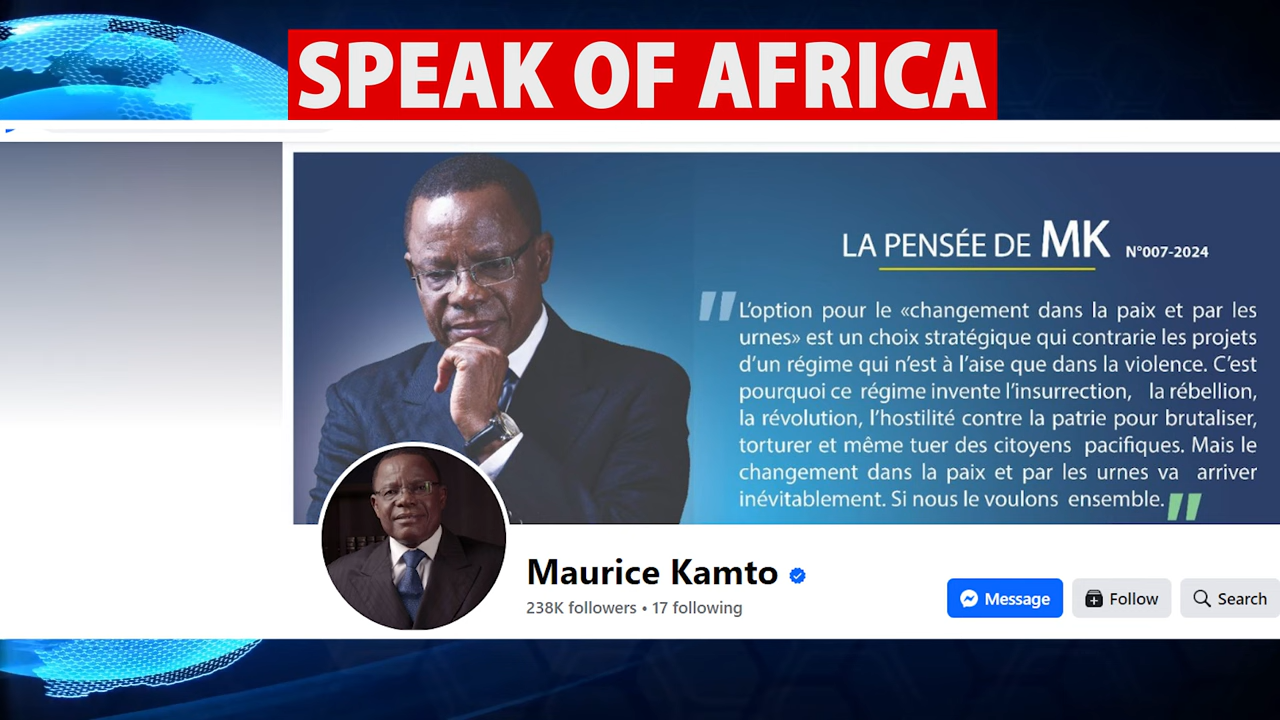 SPEAK OF AFRICA
LA PENSÉE DE MK N°007-2024
"L'option pour le «changement dans la paix et par les
urnes» est un choix stratégique qui contrarie les projets
d'un régime qui n'est à l'aise que dans la violence. C'est
pourquoi ce régime invente l'insurrection, la rébellion,
la révolution, l'hostilité contre la patrie pour brutaliser,
torturer et même tuer des citoyens pacifiques. Mais le
changement dans la paix et par les urnes va arriver
inévitablement. Si nous le voulons ensemble."
Maurice Kamto
238K followers • 17 following
Message Follow Search